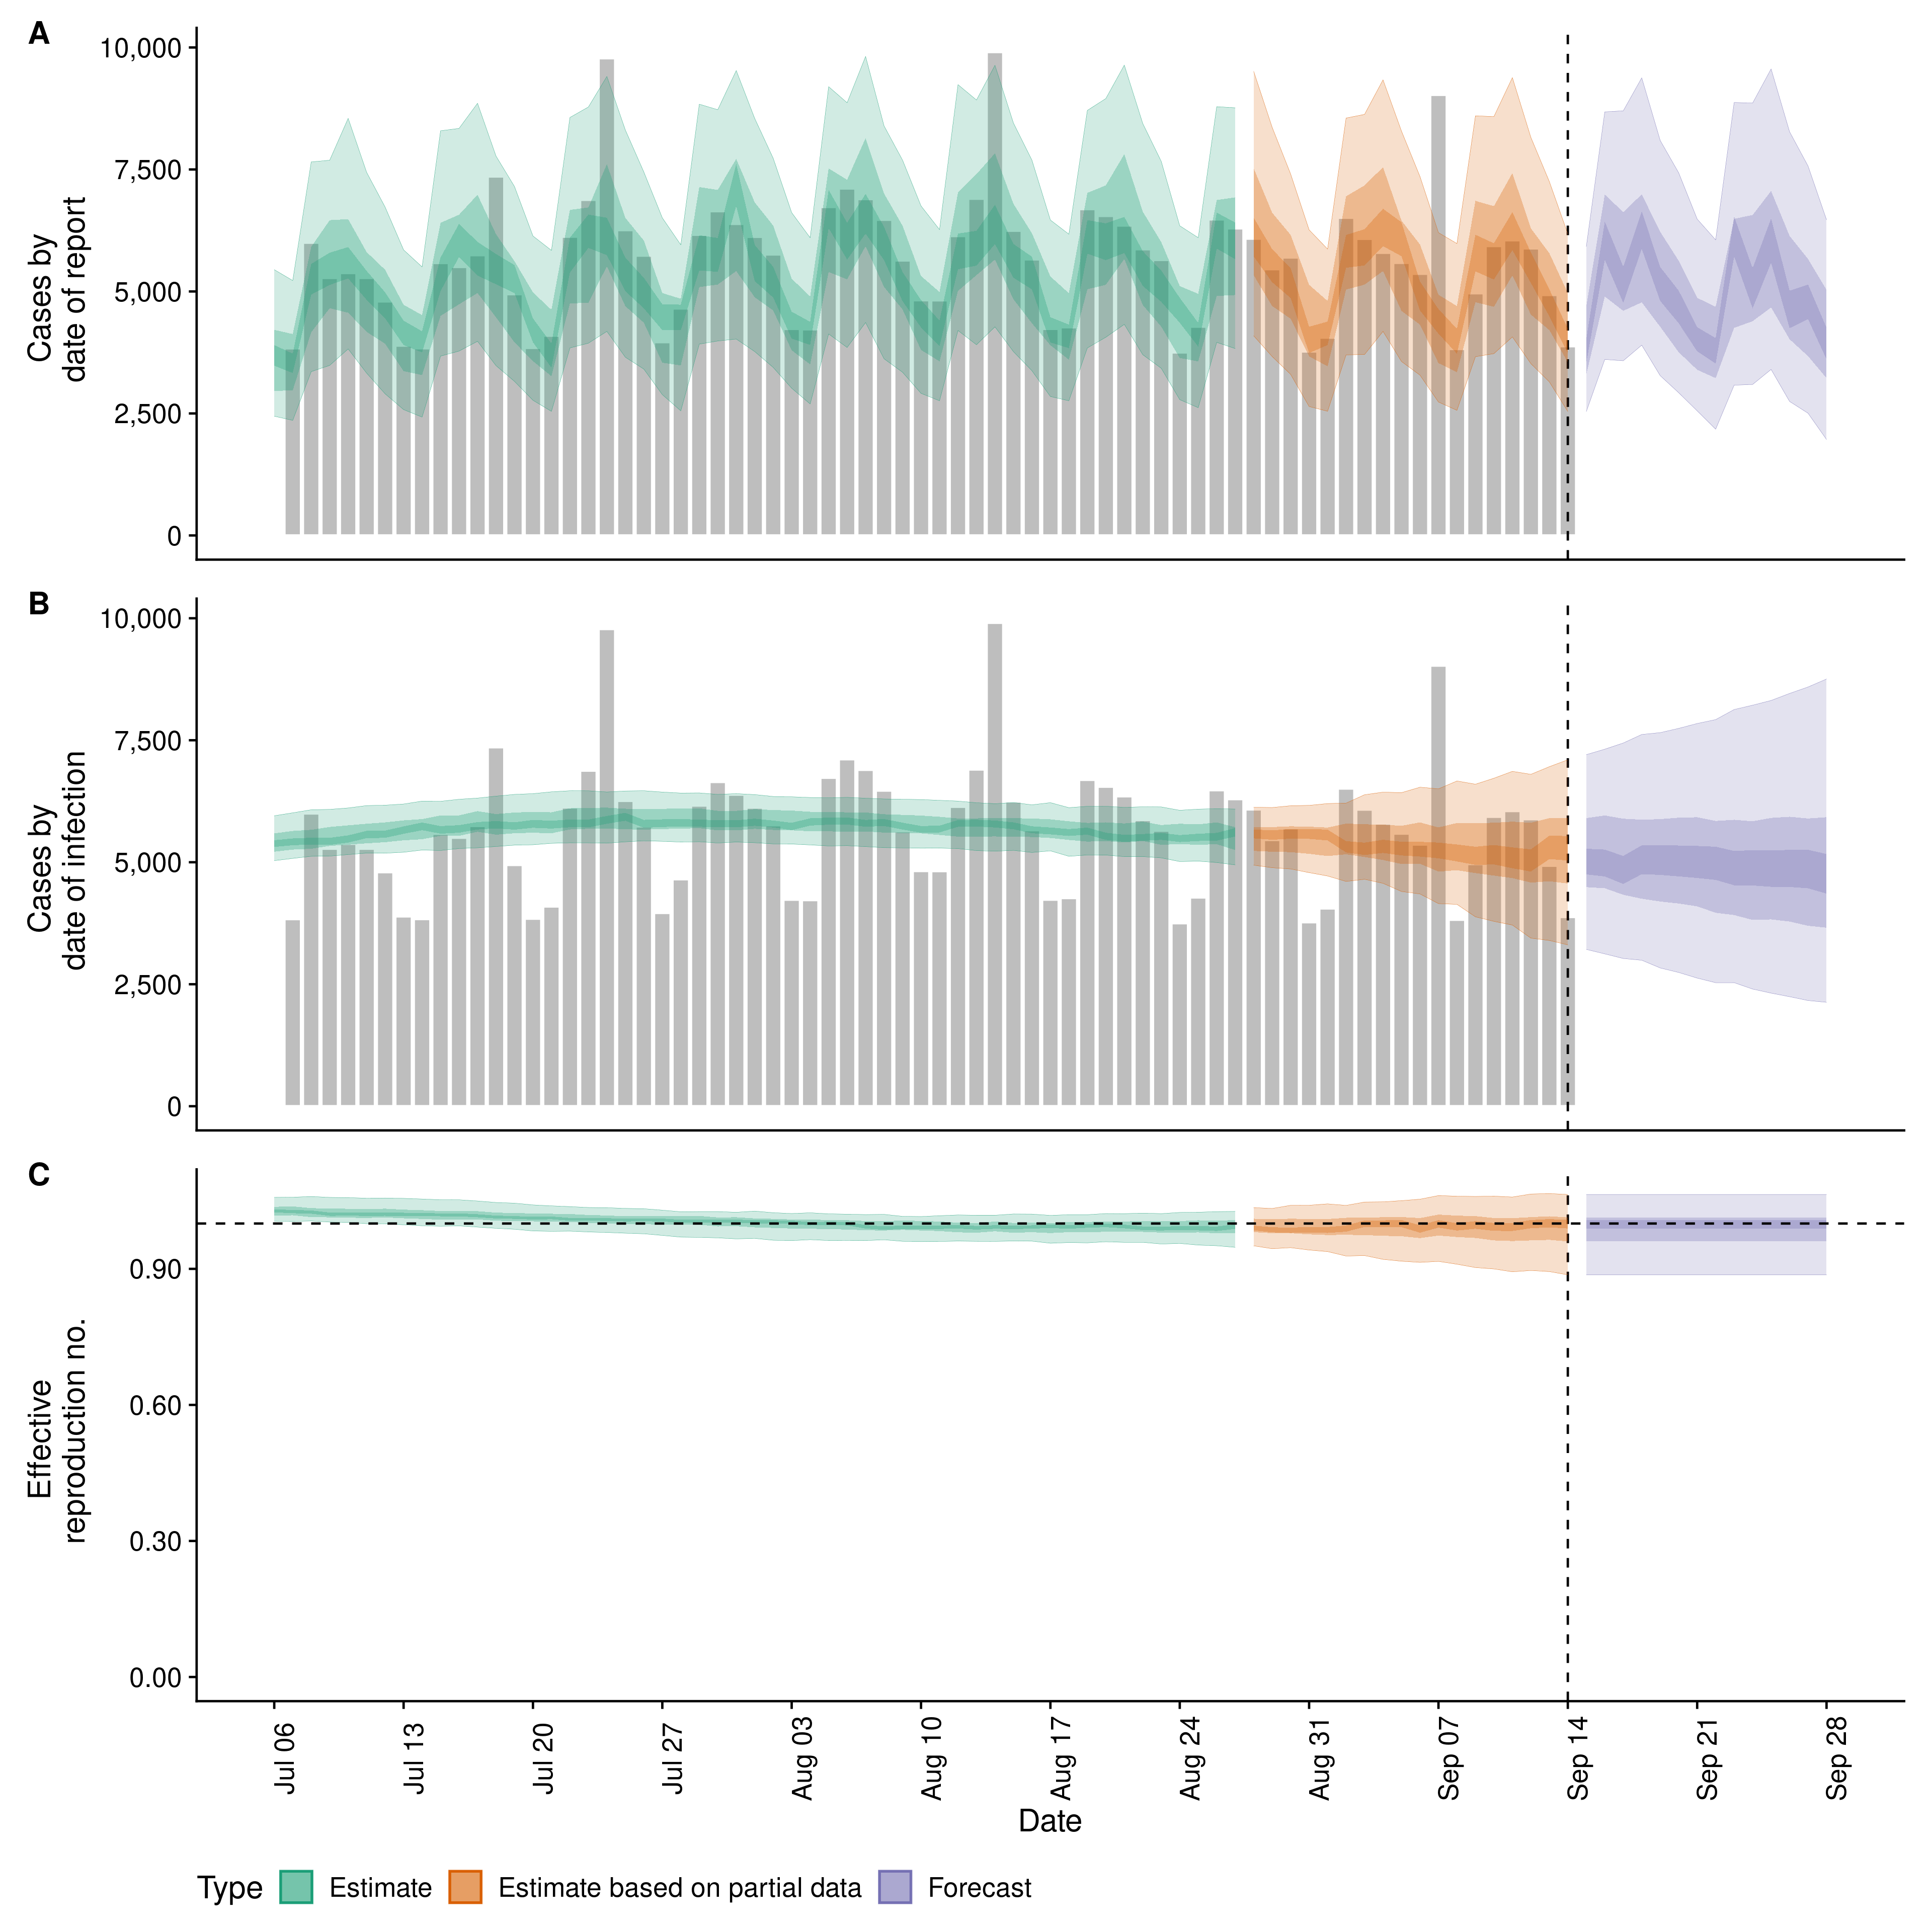 A
10,000
7,500
5,000
2,500
0
Cases by
date of report
B
10,000
7,500
5,000
2,500
0
Cases by
date of infection
C
0.90
0.60
0.30
0.00
Effective
reproduction no.
Jul 06
Jul 13
Jul 20
Jul 27
Aug 03
Aug 10
Aug 17
Aug 24
Aug 31
Sep 07
Sep 14
Sep 21
Sep 28
Date
Type Estimate Estimate based on partial data Forecast